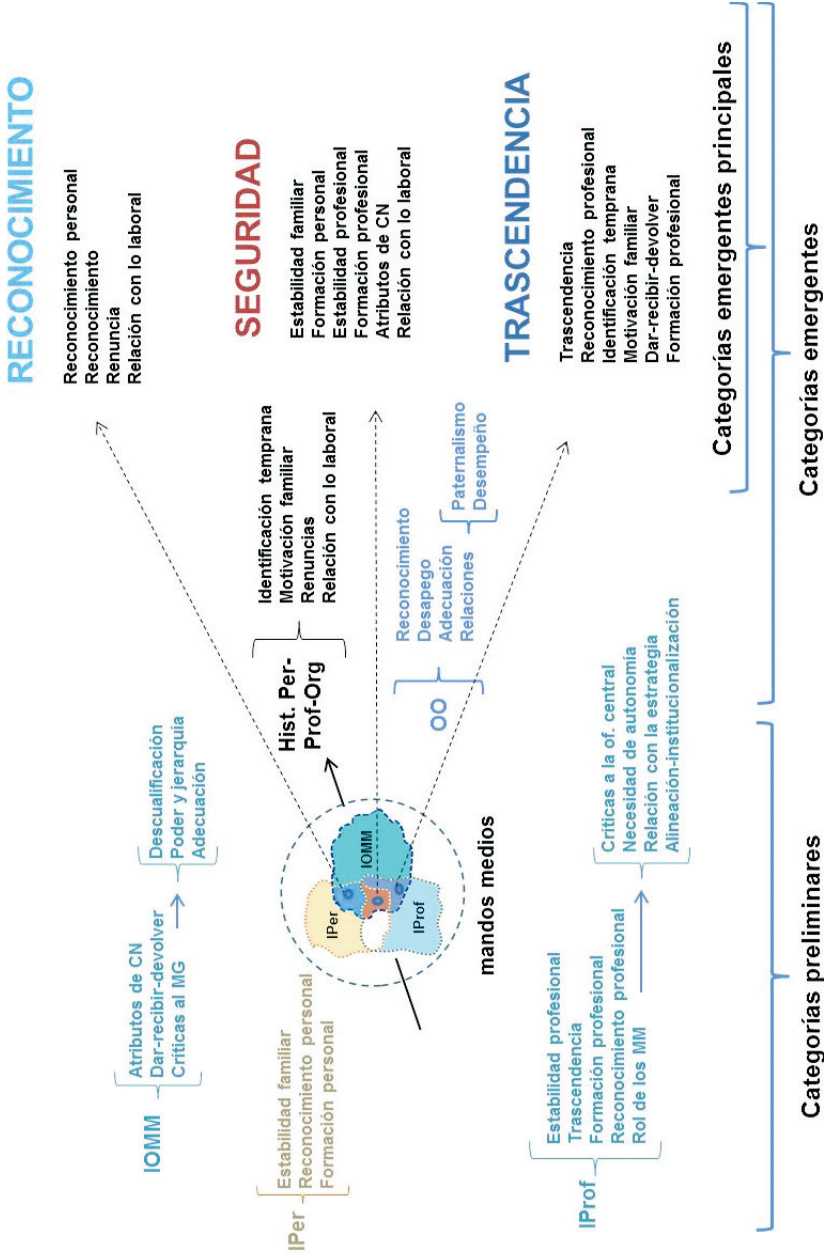 IOMM
Atributos de CN
Dar-recibir-devolver
Críticas al MG
Descualificación
Poder y jerarquía
Adecuación
IPer
Estabilidad familiar
Reconocimiento personal
Formación personal
IProf
Estabilidad profesional
Trascendencia
Formación profesional
Reconocimiento profesional
Rol de los MM
Críticas a la of. central
Necesidad de autonomía
Relación con la estrategia
Alineación-institucionalización
IPer
IOMM
IProf
mandos medios
Hist. Per-
Prof-Org
Identificación temprana
Motivación familiar
Renuncias
Relación con lo laboral
OO
Reconocimiento
Desapego
Adecuación
Relaciones
Paternalismo
Desempeño
RECONOCIMIENTO
Reconocimiento personal
Reconocimiento
Renuncia
Relación con lo laboral
SEGURIDAD
Estabilidad familiar
Formación personal
Estabilidad profesional
Formación profesional
Atributos de CN
Relación con lo laboral
TRASCENDENCIA
Trascendencia
Reconocimiento profesional
Identificación temprana
Motivación familiar
Dar-recibir-devolver
Formación profesional
Categorías emergentes principales
Categorías preliminares
Categorías emergentes